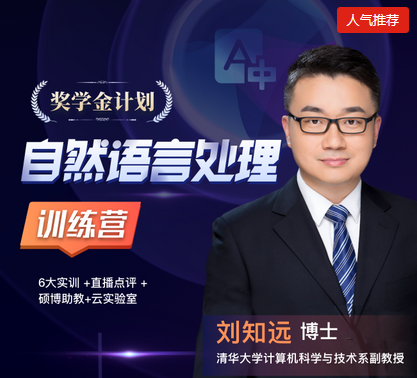 人气推荐
A
中
奖学金计划
自然语言处理
训练营
6大实训 +直播点评 +
硕博助教+云实验室
刘知远 博士
清华大学计算机科学与技术系副教授